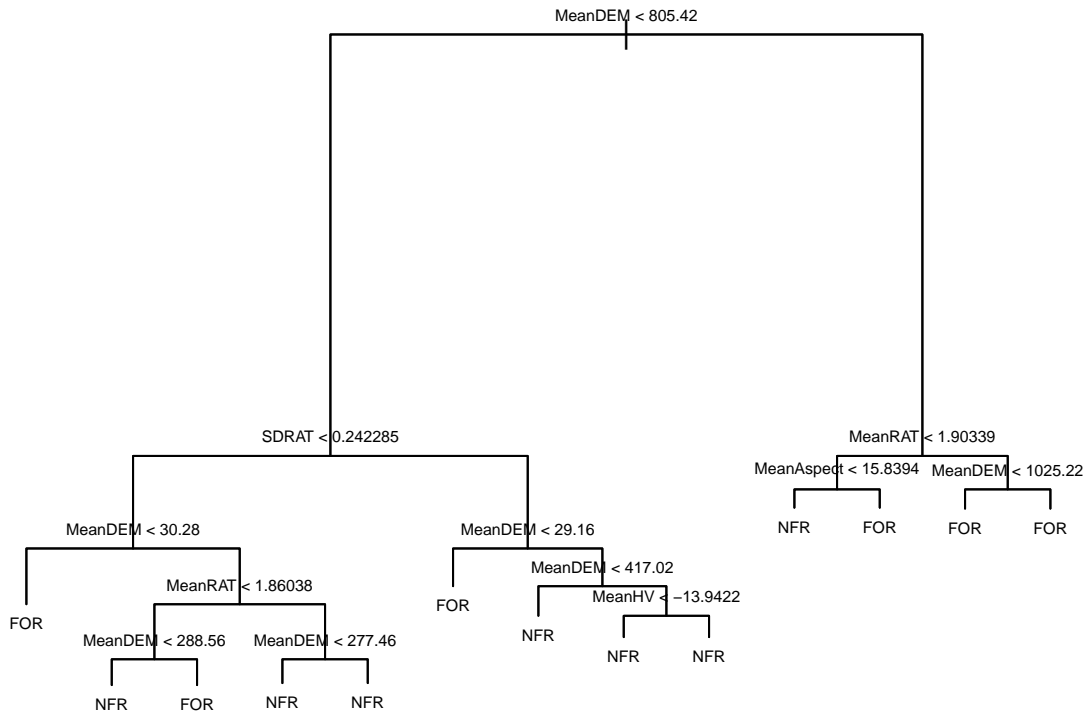 MeanDEM < 805.42
SDRAT < 0.242285
MeanRAT < 1.90339
MeanAspect < 15.8394
MeanDEM < 1025.22
NFR
FOR
FOR
FOR
MeanDEM < 30.28
MeanDEM < 29.16
MeanRAT < 1.86038
MeanDEM < 417.02
FOR
FOR
MeanHV < −13.9422
MeanDEM < 288.56
MeanDEM < 277.46
NFR
NFR
NFR
NFR
FOR
NFR
NFR